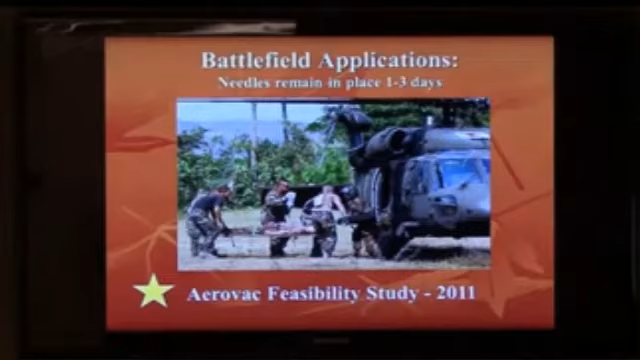 Battlefield Applications:
Needles remain in place 1-3 days
Aerovac Feasibility Study - 2011